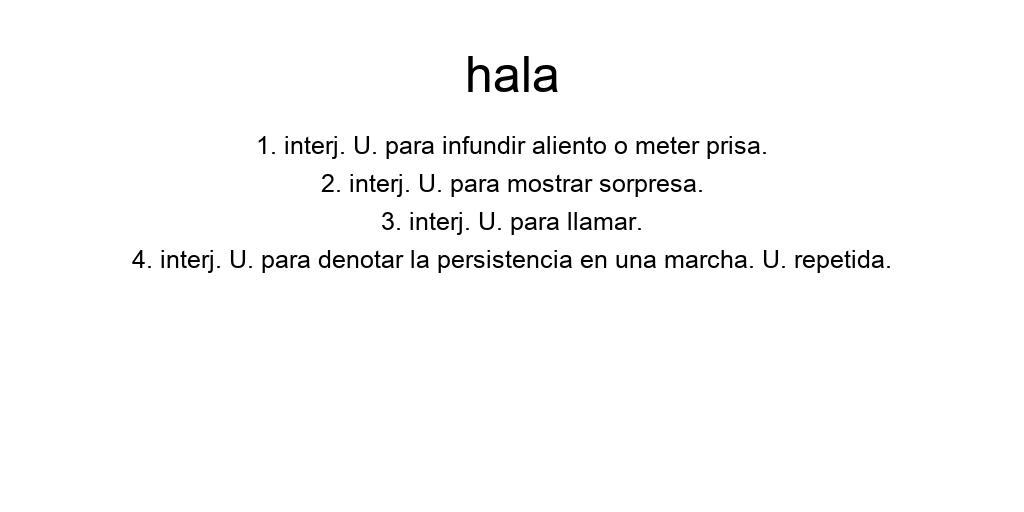 hala
1. interj. U. para infundir aliento o meter prisa.
2. interj. U. para mostrar sorpresa.
3. interj. U. para llamar.
4. interj. U. para denotar la persistencia en una marcha. U. repetida.